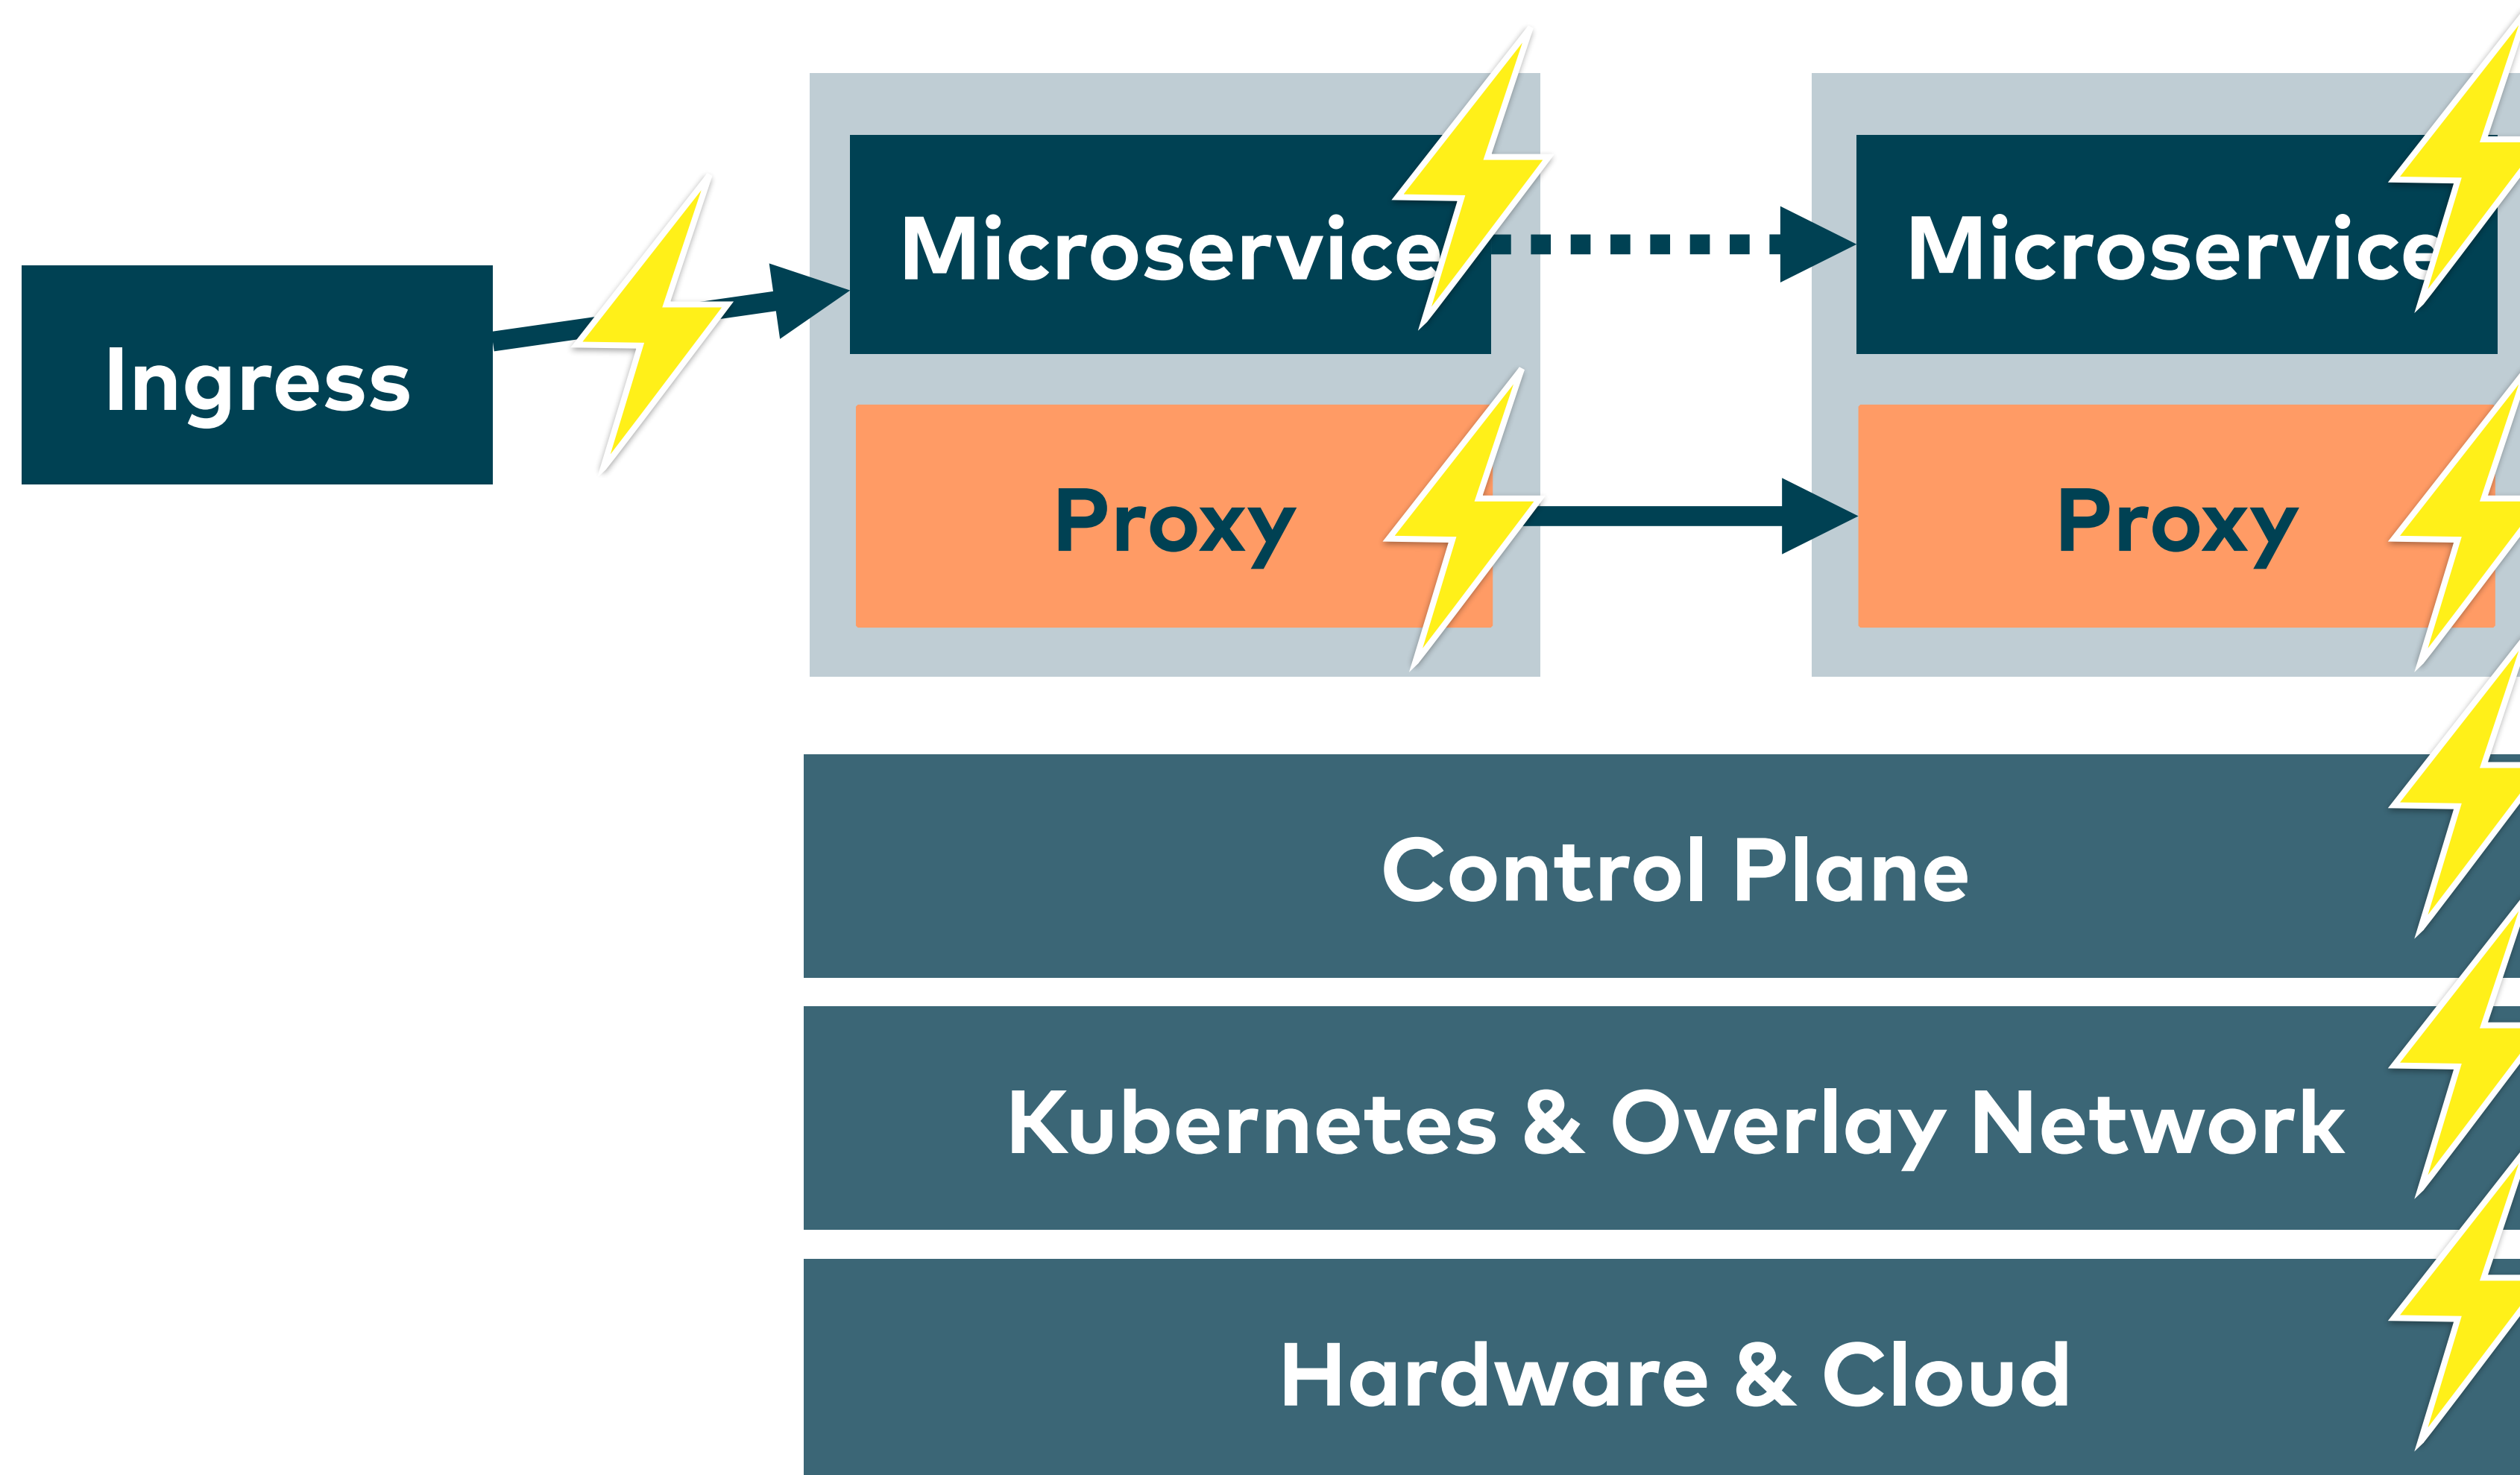 Microservice
Microservice
Ingress
Proxy
Proxy
Control Plane
Kubernetes & Overlay Network
Hardware & Cloud